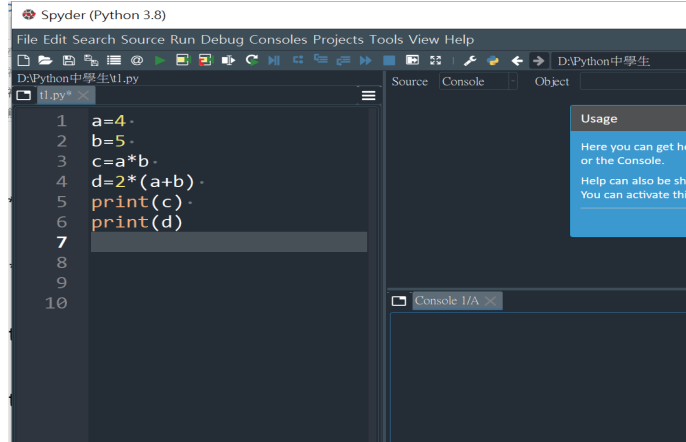 Spyder (Python 3.8)
File Edit Search Source Run Debug Consoles Projects Tools View Help
D:\Python中學生
D:\Python中學生\t1.py
t1.py*
Source Console Object
1 a=4
2 b=5
3 c=a*b
4 d=2*(a+b)
5 print(c)
6 print(d)
7
8
9
10
Usage
Here you can get he
or the Console.
Help can also be sh
You can activate thi
Console 1/A